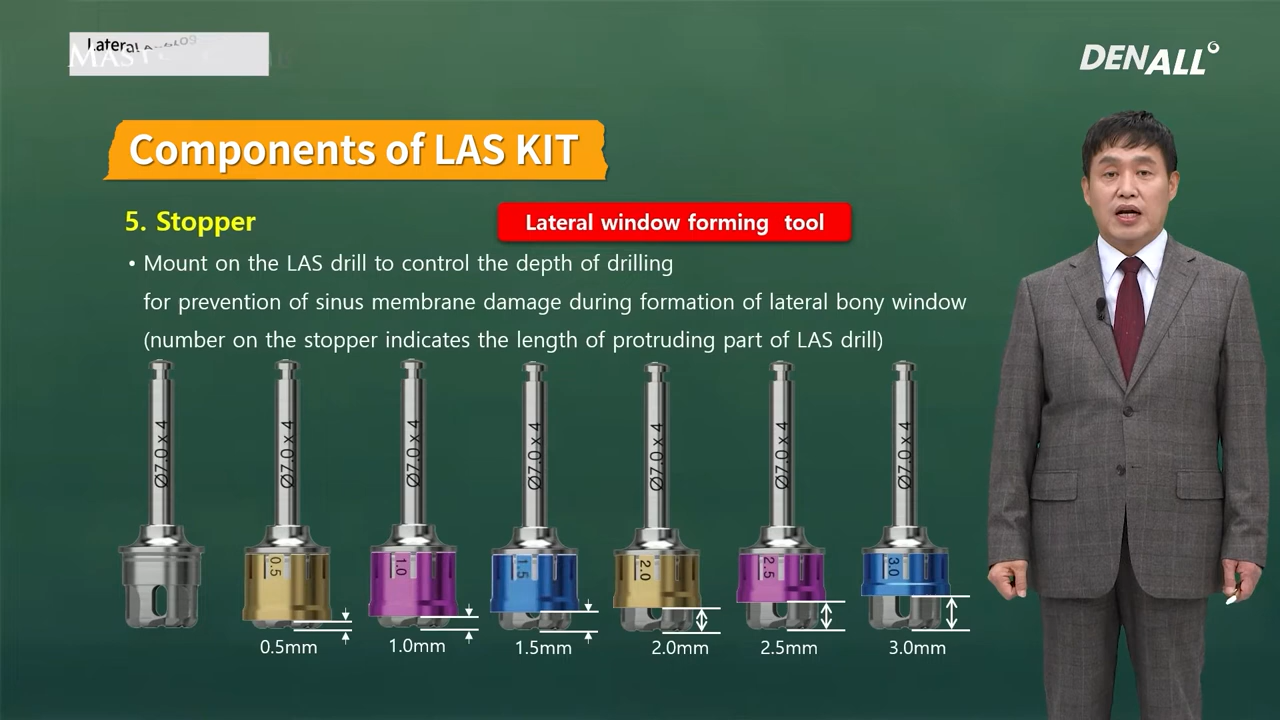 DENALL
Components of LAS KIT
5. Stopper
Lateral window forming tool
• Mount on the LAS drill to control the depth of drilling
for prevention of sinus membrane damage during formation of lateral bony window
(number on the stopper indicates the length of protruding part of LAS drill)
Ø7.0 x 4
Ø7.0 x 4
Ø7.0 x 4
Ø7.0 x 4
Ø7.0 x 4
Ø7.0 x 4
Ø7.0 x 4
0.5
1.0
1.5
2.0
2.5
3.0
0.5mm
1.0mm
1.5mm
2.0mm
2.5mm
3.0mm